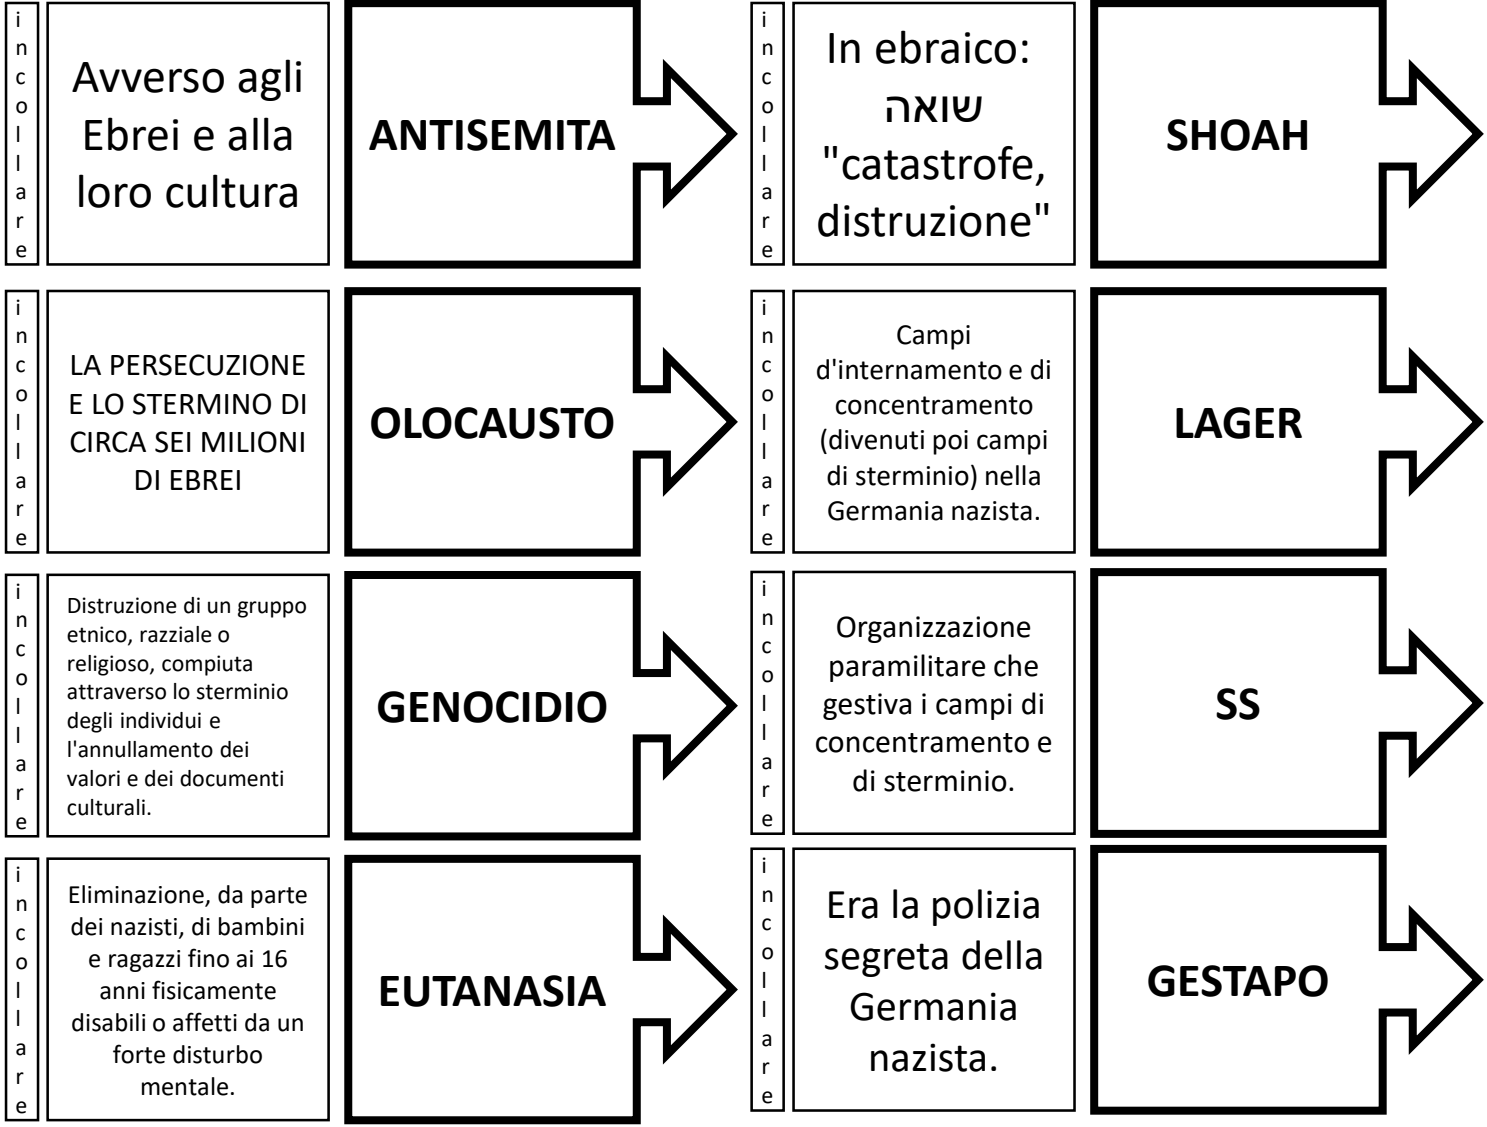 incollare
Avverso agli
Ebrei e alla
loro cultura
ANTISEMITA
incollare
In ebraico:
שואה
"catastrofe,
distruzione"
SHOAH
incollare
LA PERSECUZIONE
E LO STERMINO DI
CIRCA SEI MILIONI
DI EBREI
OLOCAUSTO
incollare
Campi
d'internamento e di
concentramento
(divenuti poi campi
di sterminio) nella
Germania nazista.
LAGER
incollare
Distruzione di un gruppo
etnico, razziale o
religioso, compiuta
attraverso lo sterminio
degli individui e
l'annullamento dei
valori e dei documenti
culturali.
GENOCIDIO
incollare
Organizzazione
paramilitare che
gestiva i campi di
concentramento e
di sterminio.
SS
incollare
Eliminazione, da parte
dei nazisti, di bambini
e ragazzi fino ai 16
anni fisicamente
disabili o affetti da un
forte disturbo
mentale.
EUTANASIA
incollare
Era la polizia
segreta della
Germania
nazista.
GESTAPO